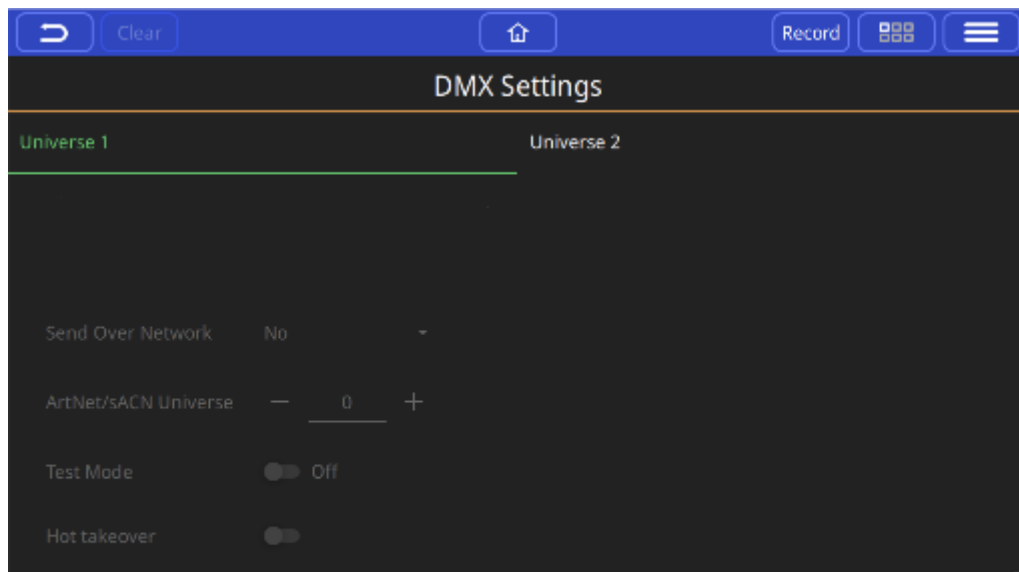 Clear Record
DMX Settings
Universe 1 Universe 2
Send Over Network No
ArtNet/sACN Universe 0
Test Mode Off
Hot takeover